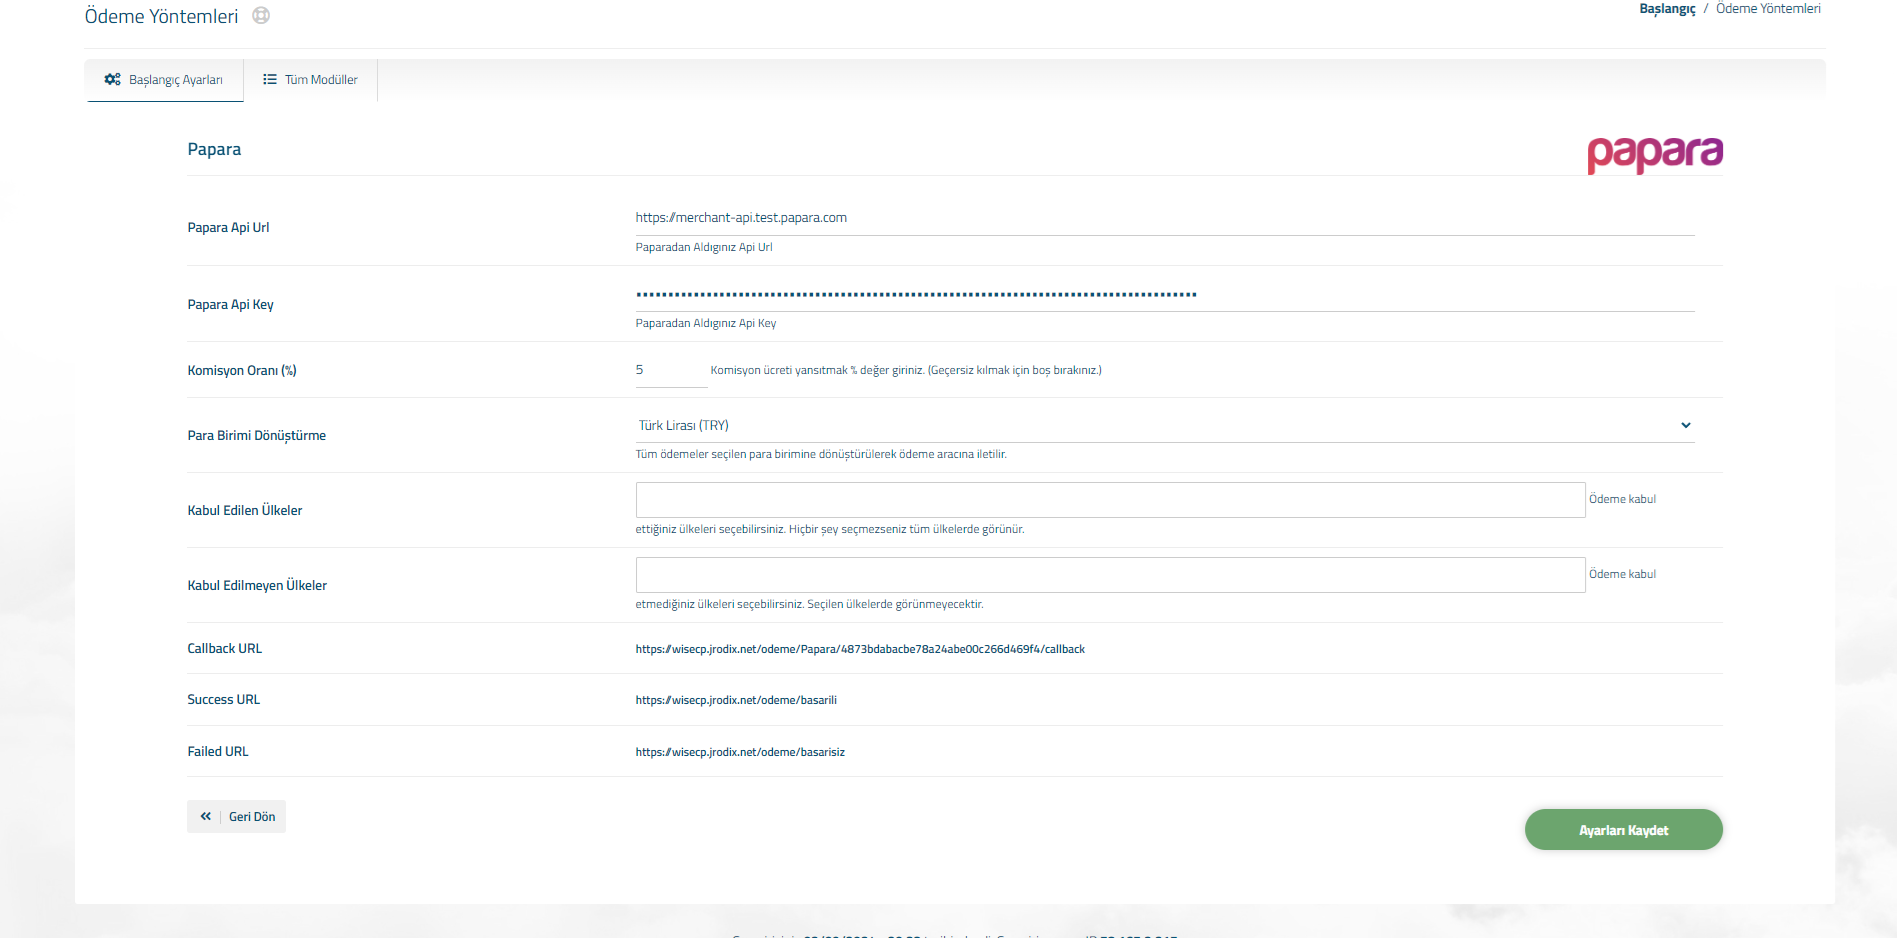 Ödeme Yöntemleri
Başlangıç / Ödeme Yöntemleri
Başlangıç Ayarları
Tüm Modüller
Papara
papara
Papara Api Url
https://merchant-api.test.papara.com
Paparadan Aldıgınız Api Url
Papara Api Key
Paparadan Aldıgınız Api Key
Komisyon Oranı (%)
5 Komisyon ücreti yansıtmak % değer giriniz. (Geçersiz kılmak için boş bırakınız.)
Para Birimi Dönüştürme
Türk Lirası (TRY)
Tüm ödemeler seçilen para birimine dönüştürülerek ödeme aracına iletilir.
Kabul Edilen Ülkeler
Ödeme kabul
ettiğiniz ülkeleri seçebilirsiniz. Hiçbir şey seçmezseniz tüm ülkelerde görünür.
Kabul Edilmeyen Ülkeler
Ödeme kabul
etmediğiniz ülkeleri seçebilirsiniz. Seçilen ülkelerde görünmeyecektir.
Callback URL
https://wisecp.jrodix.net/odeme/Papara/4873bdabacbe78a24abe00c266d469f4/callback
Success URL
https://wisecp.jrodix.net/odeme/basarili
Failed URL
https://wisecp.jrodix.net/odeme/basarisiz
Geri Dön
Ayarları Kaydet